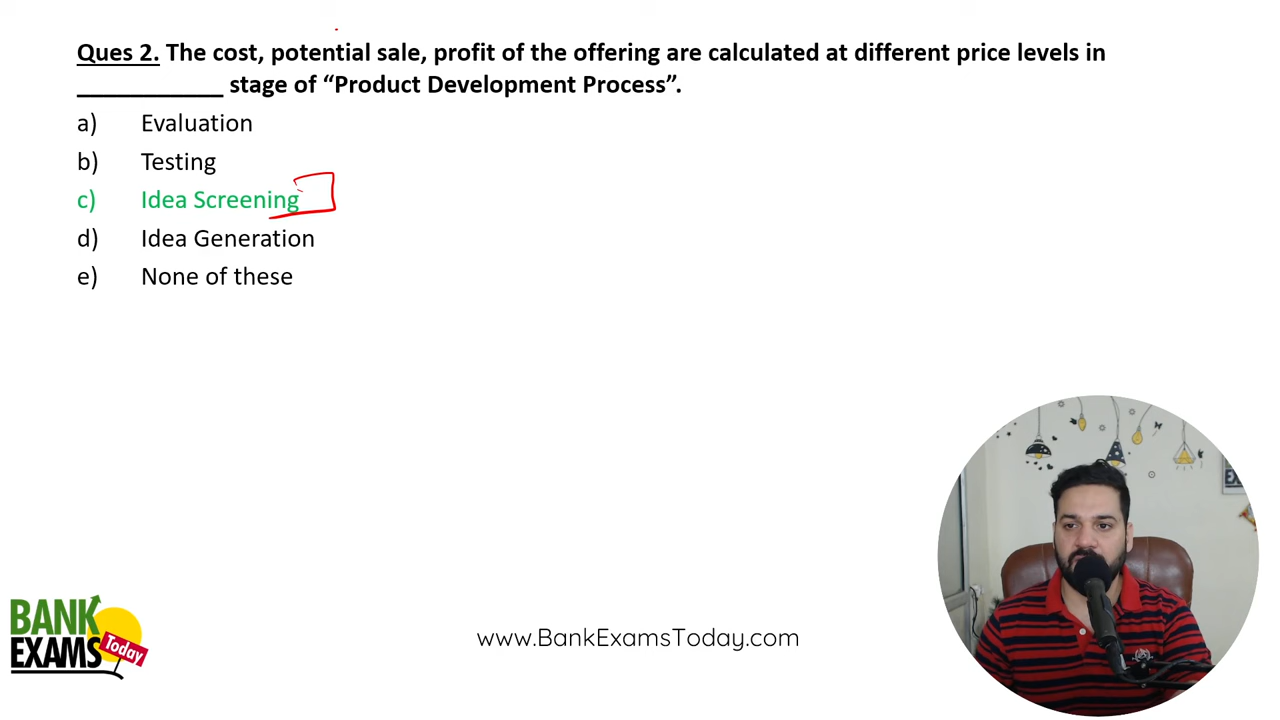 Ques 2. The cost, potential sale, profit of the offering are calculated at different price levels in
___________ stage of “Product Development Process”.
a) Evaluation
b) Testing
c) Idea Screening
d) Idea Generation
e) None of these
BANK
EXAMS
Today
www.BankExamsToday.com